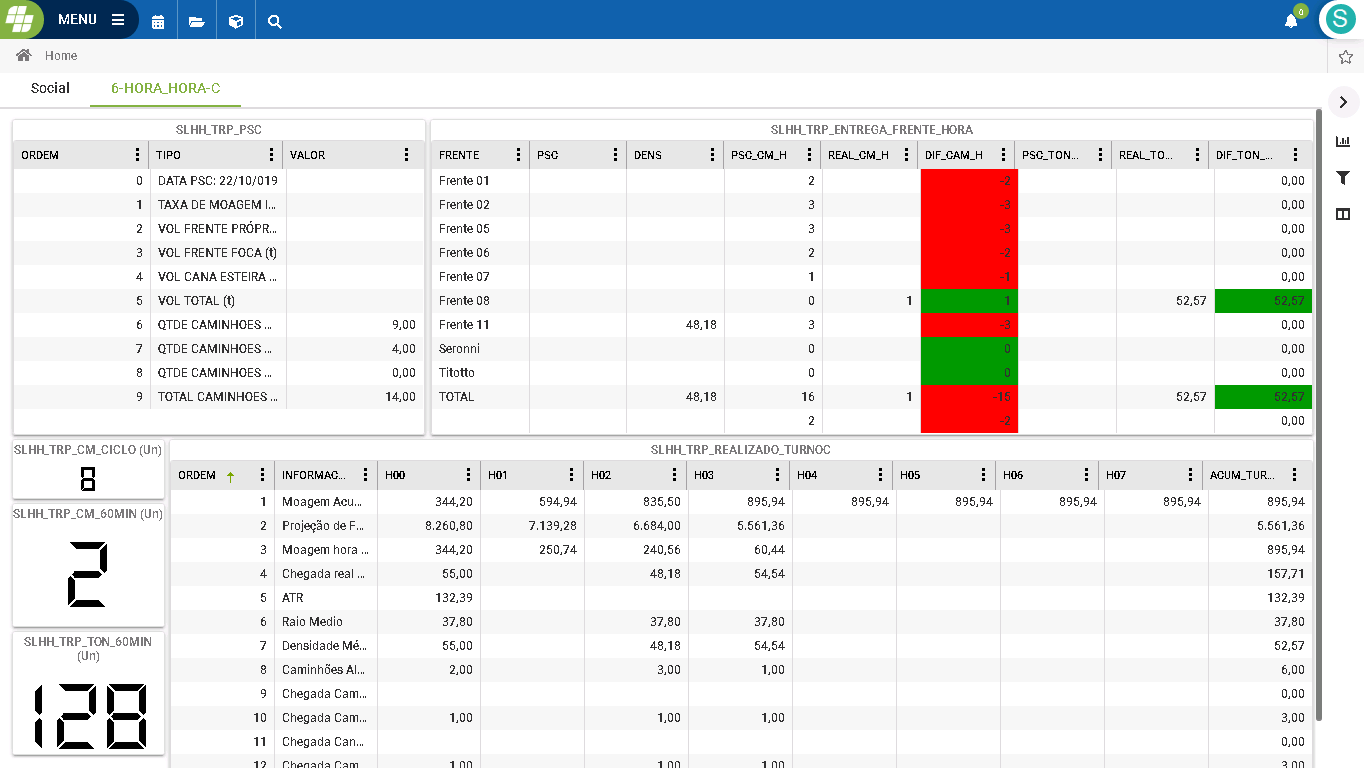 MENU
0
S
Home
Social 6-HORA_HORA-C
SLHH_TRP_PSC
ORDEM TIPO VALOR
0 DATA PSC: 22/10/019
1 TAXA DE MOAGEM I...
2 VOL FRENTE PRÓPR...
3 VOL FRENTE FOCA (t)
4 VOL CANA ESTEIRA ...
5 VOL TOTAL (t)
6 QTDE CAMINHOES ... 9,00
7 QTDE CAMINHOES ... 4,00
8 QTDE CAMINHOES ... 0,00
9 TOTAL CAMINHOES ... 14,00
SLHH_TRP_ENTREGA_FRENTE_HORA
FRENTE PSC DENS PSC_CM_H REAL_CM_H DIF_CAM_H PSC_TON... REAL_TO... DIF_TON_...
Frente 01 2 -2 0,00
Frente 02 3 -3 0,00
Frente 05 3 -3 0,00
Frente 06 2 -2 0,00
Frente 07 1 -1 0,00
Frente 08 0 1 1 52,57 52,57
Frente 11 48,18 3 -3 0,00
Seronni 0 0 0,00
Titotto 0 0 0,00
TOTAL 48,18 16 1 -15 52,57 52,57
2 -2 0,00
SLHH_TRP_CM_CICLO (Un)
8
SLHH_TRP_CM_60MIN (Un)
2
SLHH_TRP_TON_60MIN
(Un)
128
SLHH_TRP_REALIZADO_TURNOC
ORDEM INFORMAC... H00 H01 H02 H03 H04 H05 H06 H07 ACUM_TUR...
1 Moagem Acu... 344,20 594,94 835,50 895,94 895,94 895,94 895,94 895,94 895,94
2 Projeção de F... 8.260,80 7.139,28 6.684,00 5.561,36 5.561,36
3 Moagem hora ... 344,20 250,74 240,56 60,44 895,94
4 Chegada real ... 55,00 48,18 54,54 157,71
5 ATR 132,39 132,39
6 Raio Medio 37,80 37,80 37,80 37,80
7 Densidade Mé... 55,00 48,18 54,54 52,57
8 Caminhões Al... 2,00 3,00 1,00 6,00
9 Chegada Cam... 0,00
10 Chegada Cam... 1,00 1,00 1,00 3,00
11 Chegada Can... 0,00
12 Chegada Cam... 1,00 1,00 1,00 3,00